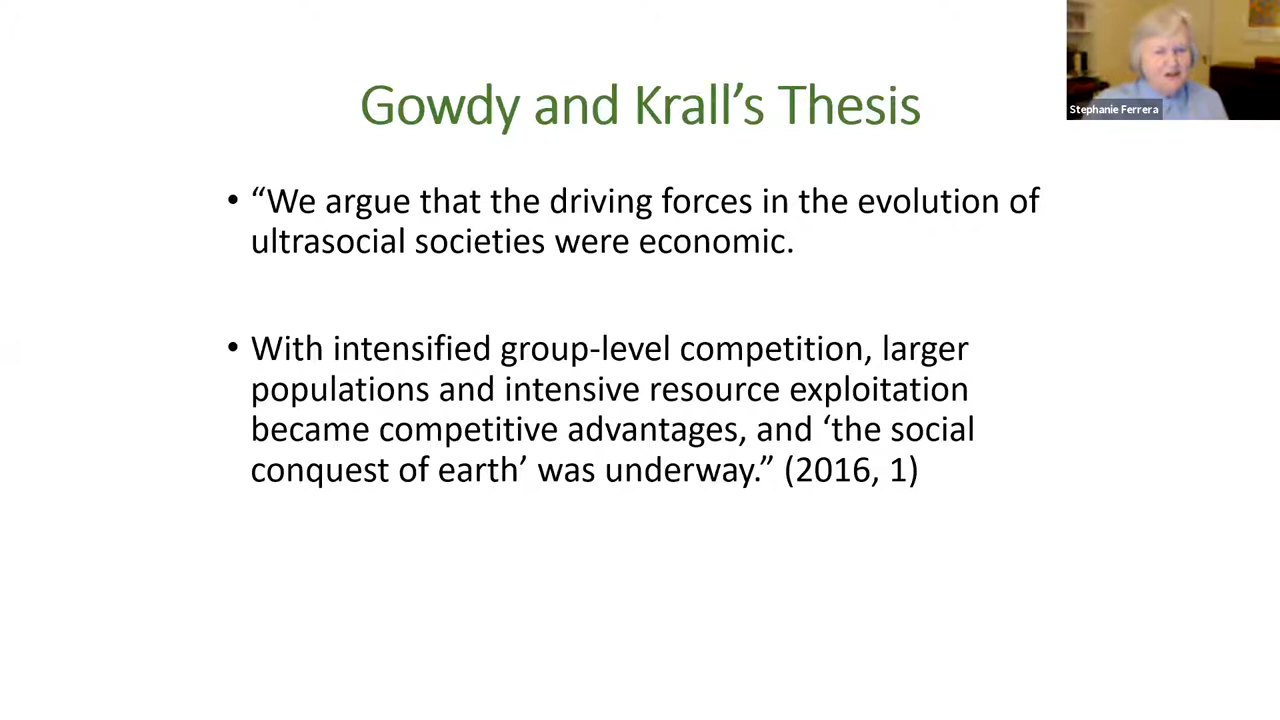 Gowdy and Krall’s Thesis
Stephanie Ferrera
• “We argue that the driving forces in the evolution of
ultrasocial societies were economic.
• With intensified group-level competition, larger
populations and intensive resource exploitation
became competitive advantages, and ‘the social
conquest of earth’ was underway.” (2016, 1)